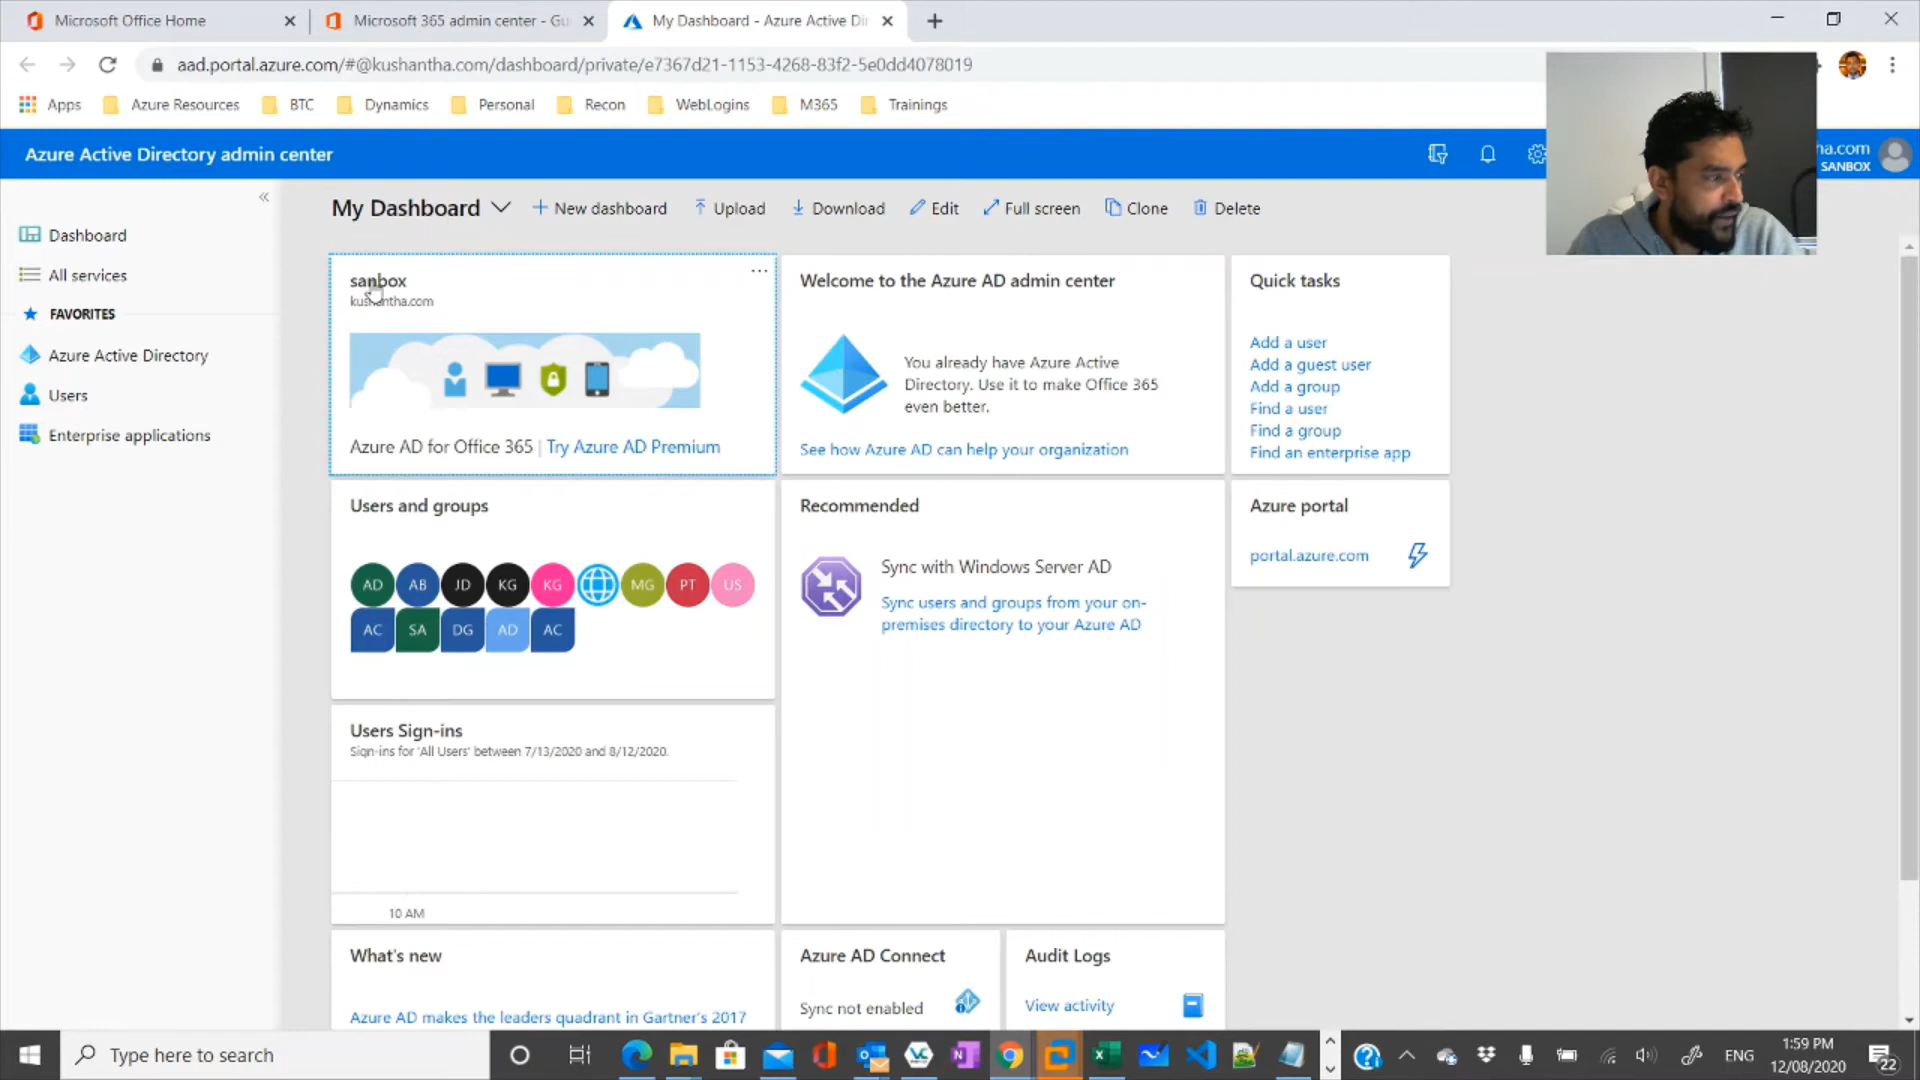 Microsoft Office Home
Microsoft 365 admin center - Gu
My Dashboard - Azure Active Dir
aad.portal.azure.com/#@kushantha.com/dashboard/private/e7367d21-1153-4268-83f2-5e0dd4078019
Apps
Azure Resources
BTC
Dynamics
Personal
Recon
WebLogins
M365
Trainings
Azure Active Directory admin center
ha.com
SANBOX
Dashboard
All services
FAVORITES
Azure Active Directory
Users
Enterprise applications
My Dashboard
New dashboard
Upload
Download
Edit
Full screen
Clone
Delete
sanbox
kushantha.com
Azure AD for Office 365 | Try Azure AD Premium
Welcome to the Azure AD admin center
You already have Azure Active
Directory. Use it to make Office 365
even better.
See how Azure AD can help your organization
Quick tasks
Add a user
Add a guest user
Add a group
Find a user
Find a group
Find an enterprise app
Users and groups
AD AB JD KG KG MG PT US
AC SA DG AD AC
Recommended
Sync with Windows Server AD
Sync users and groups from your on-
premises directory to your Azure AD
Azure portal
portal.azure.com
Users Sign-ins
Sign-ins for 'All Users' between 7/13/2020 and 8/12/2020.
10 AM
What's new
Azure AD makes the leaders quadrant in Gartner's 2017
Azure AD Connect
Sync not enabled
Audit Logs
View activity
Type here to search
ENG
1:59 PM
12/08/2020
22